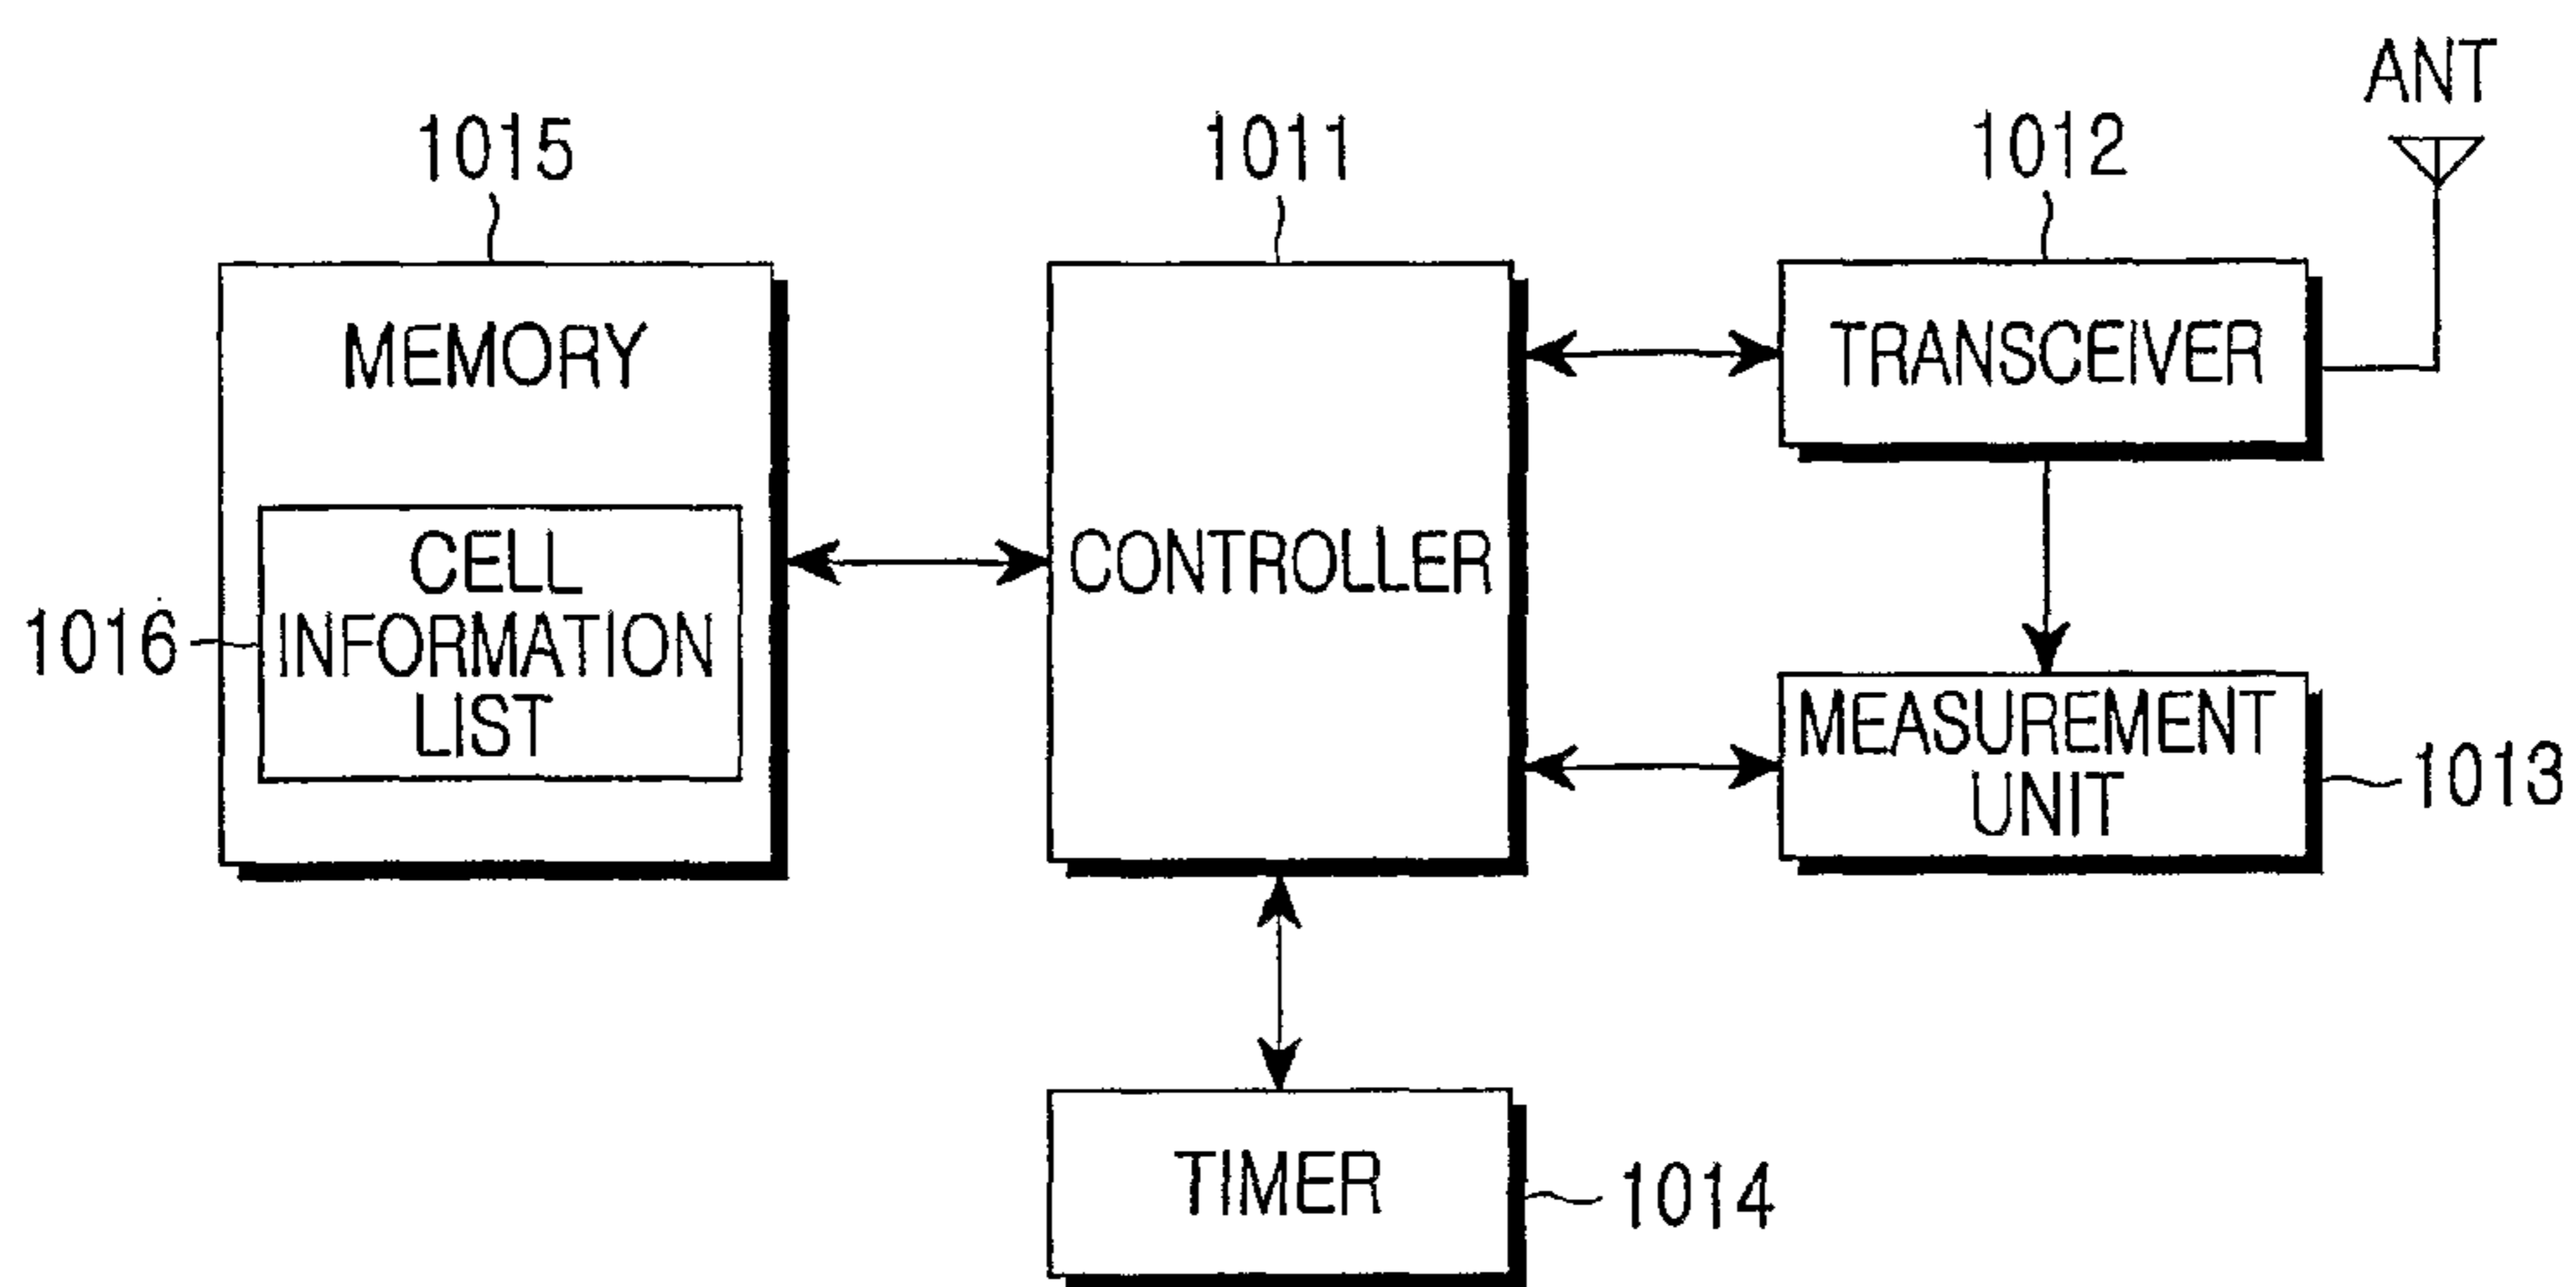 ANT
1015
1011
1012
MEMORY
TRANSCEIVER
CELL
INFORMATION
LIST
1016
CONTROLLER
MEASUREMENT
UNIT
1013
TIMER
1014